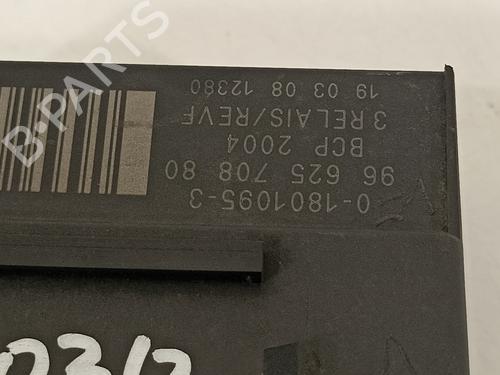 0-1801095-3
96 625 708 80
BCP 2004
3 RELAIS/REVF
19 03 08 12380
B-PARTS